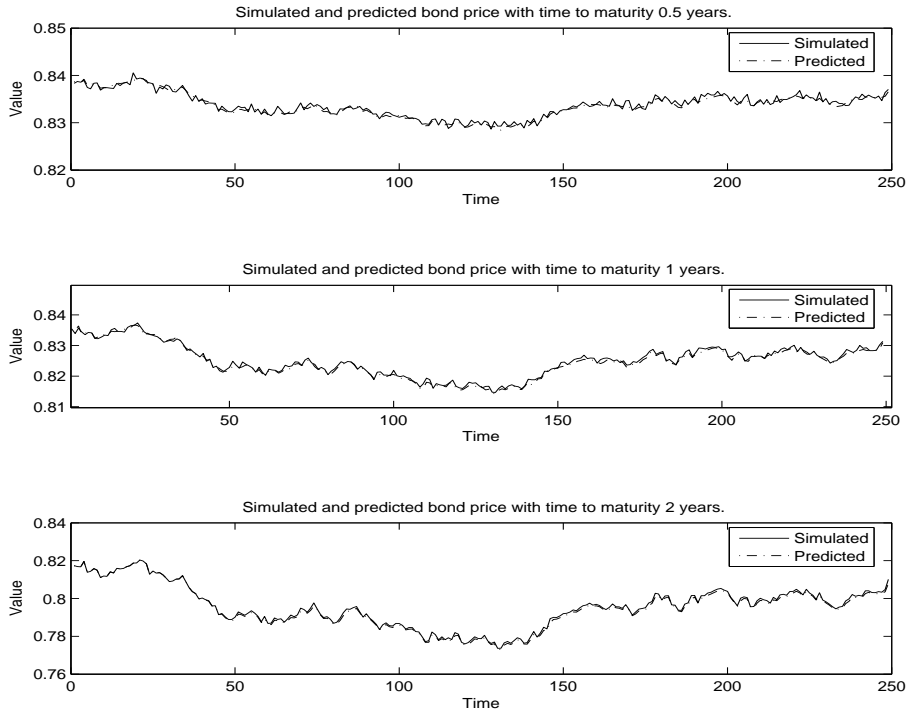 Simulated and predicted bond price with time to maturity 0.5 years.
0.85
0.84
0.83
0.82
Value
Simulated
Predicted
0 50 100 150 200 250
Time
Simulated and predicted bond price with time to maturity 1 years.
0.84
0.83
0.82
0.81
Value
Simulated
Predicted
50 100 150 200 250
Time
Simulated and predicted bond price with time to maturity 2 years.
0.84
0.82
0.8
0.78
0.76
Value
Simulated
Predicted
0 50 100 150 200 250
Time